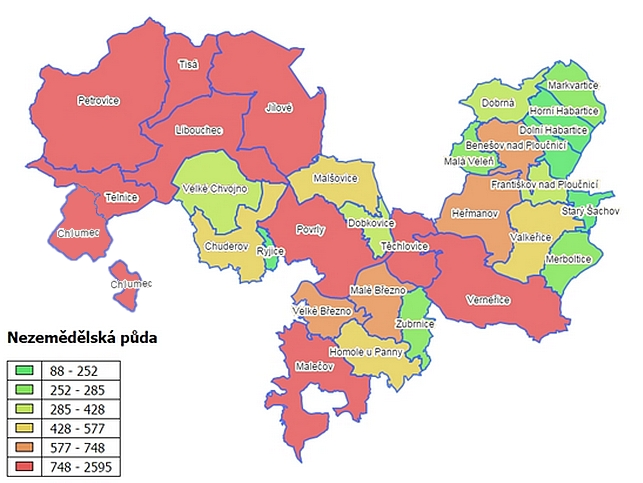 Tisá
Petrovice
Jílové
Libouchec
Markvartice
Dobrná
Horní Habartice
Dolní Habartice
Benešov nad Ploučnicí
Malá Veleň
Malšovice
Františkov nad Ploučnicí
Velké Chvojno
Telnice
Starý Šachov
Heřmanov
Dobkovice
Povrly
Chlumec
Valkeřice
Chuderov
Ryjice
Těchlovice
Merboltice
Chlumec
Malé Březno
Verneřice
Velké Březno
Zubrnice
Homole u Panny
Malečov
Nezemědělská půda
88 - 252
252 - 285
285 - 428
428 - 577
577 - 748
748 - 2595